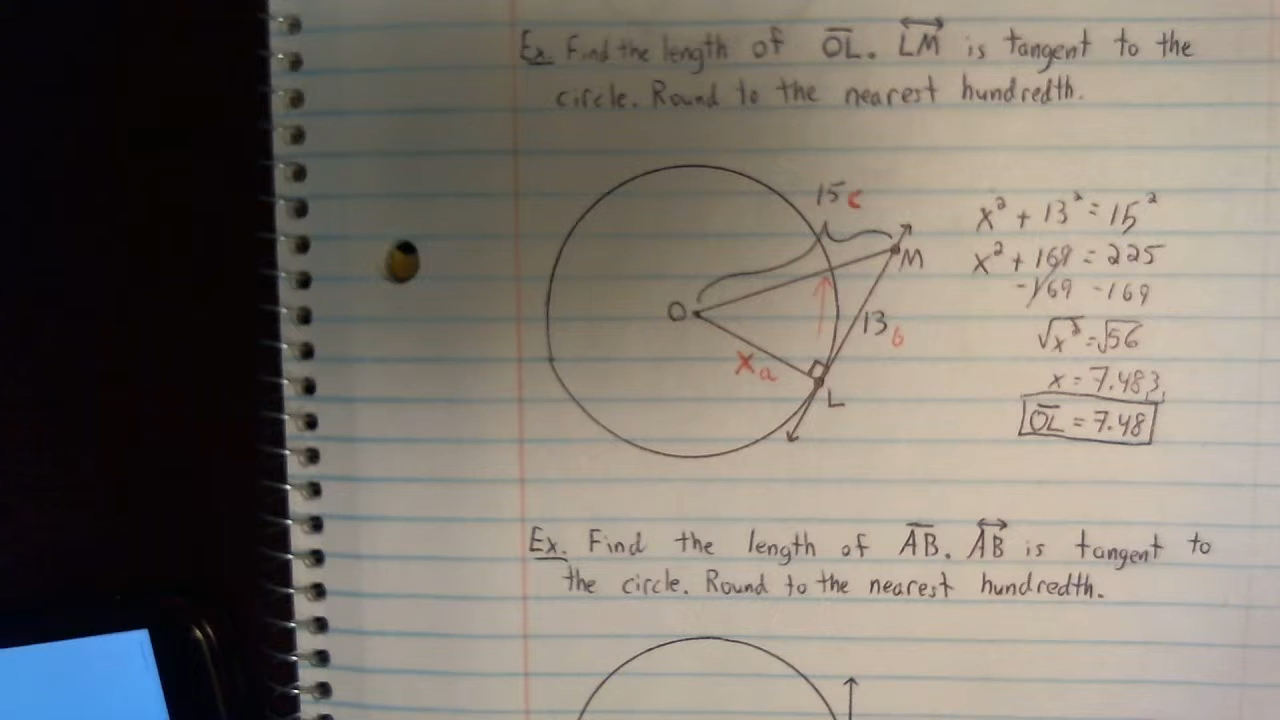 Ex. Find the length of OL. LM is tangent to the
circle. Round to the nearest hundredth.
15 c
M
O
13 b
x a
L
x² + 13² = 15²
x² + 169 = 225
-169 -169
√x² = √56
x = 7.483
OL = 7.48
Ex. Find the length of AB. AB is tangent to
the circle. Round to the nearest hundredth.